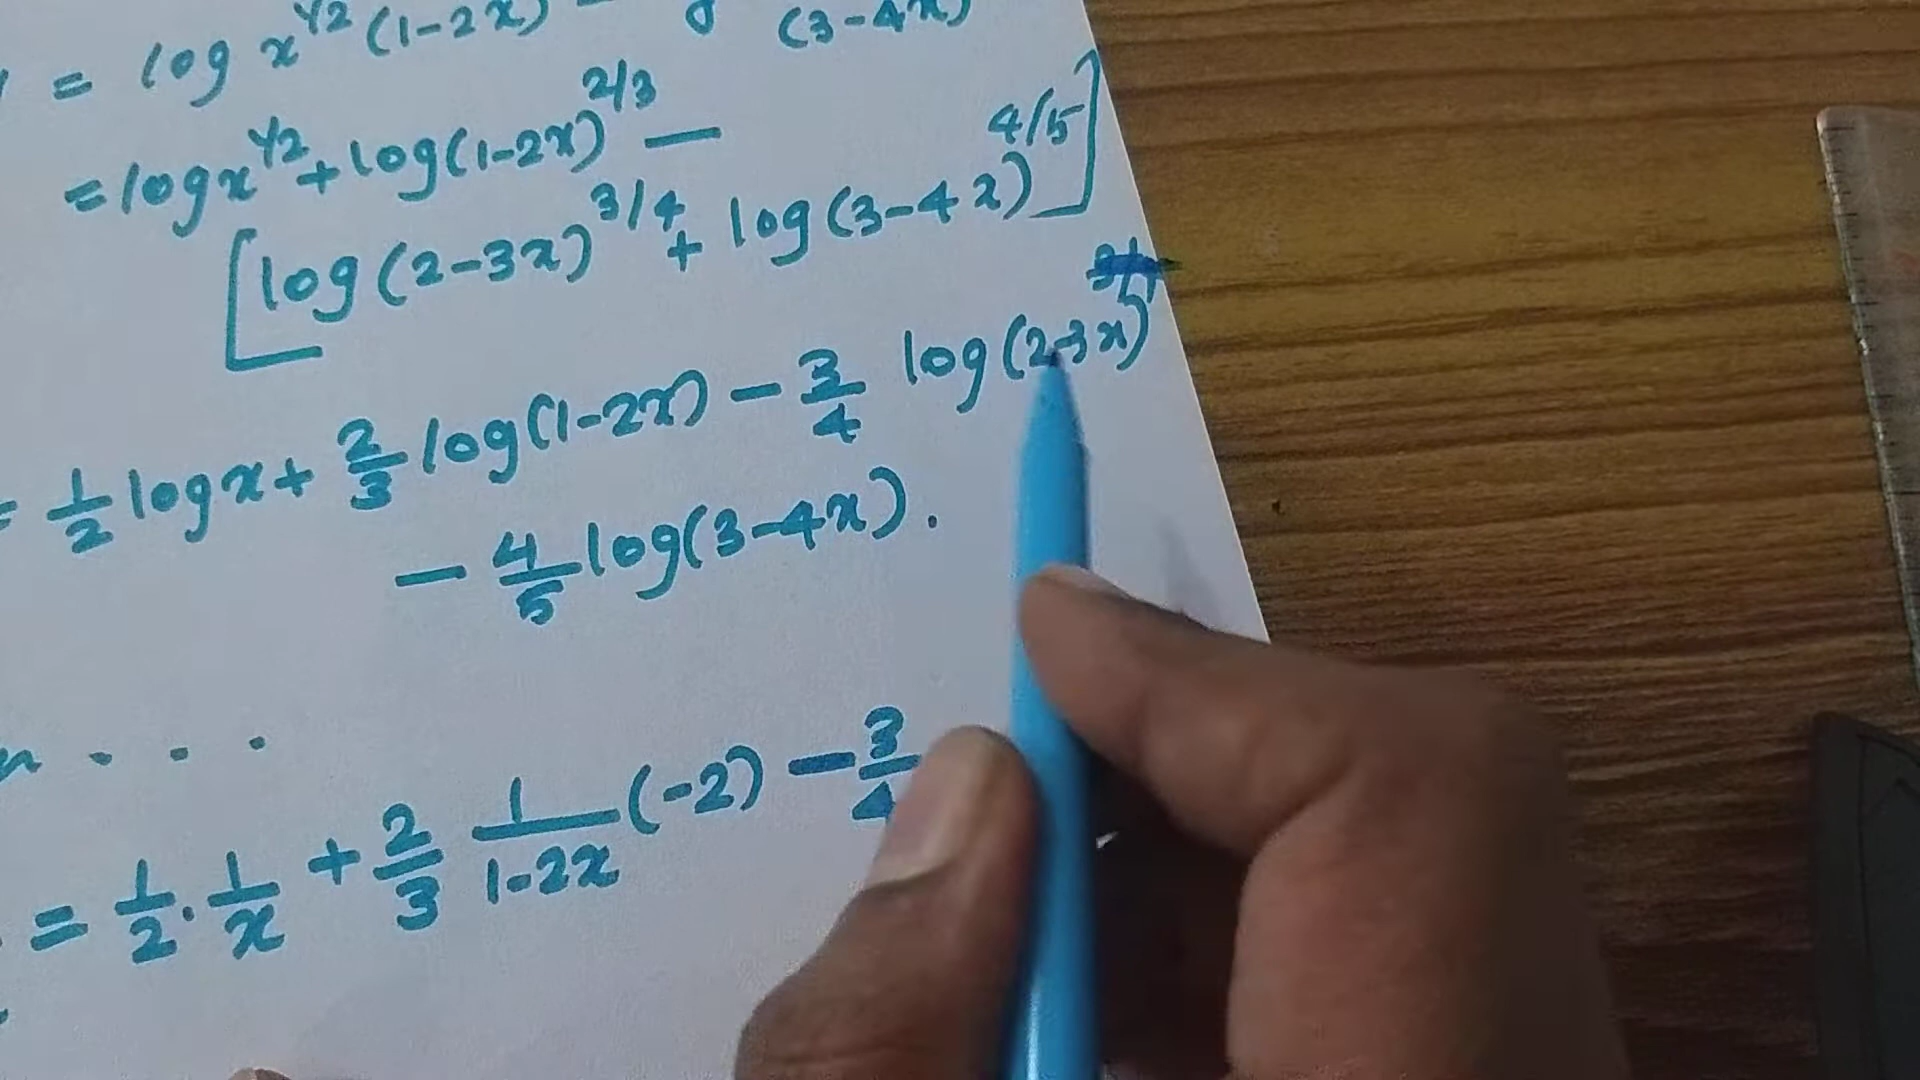 = log x^1/2 (1-2x) - (3-4x)
= log x^1/2 + log(1-2x)^2/3 -
[log(2-3x)^3/4 + log(3-4x)^4/5]
= 1/2 log x + 2/3 log(1-2x) - 3/4 log(2-3x)
- 4/5 log(3-4x).
. . .
= 1/2 . 1/x + 2/3 1/(1-2x) (-2) - 3/4